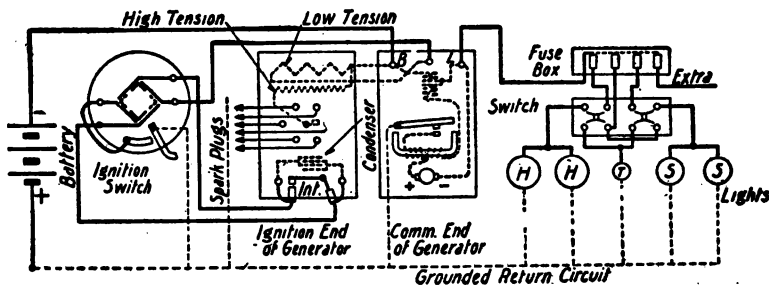 High Tension
Low Tension
B
L
Fuse
Box
Extra
Switch
Battery
Ignition
Switch
Spark Plugs
Condenser
Int.
+ −
−
+
H H T S S
Lights
Ignition End
of Generator
Comm. End
of Generator
Grounded Return Circuit